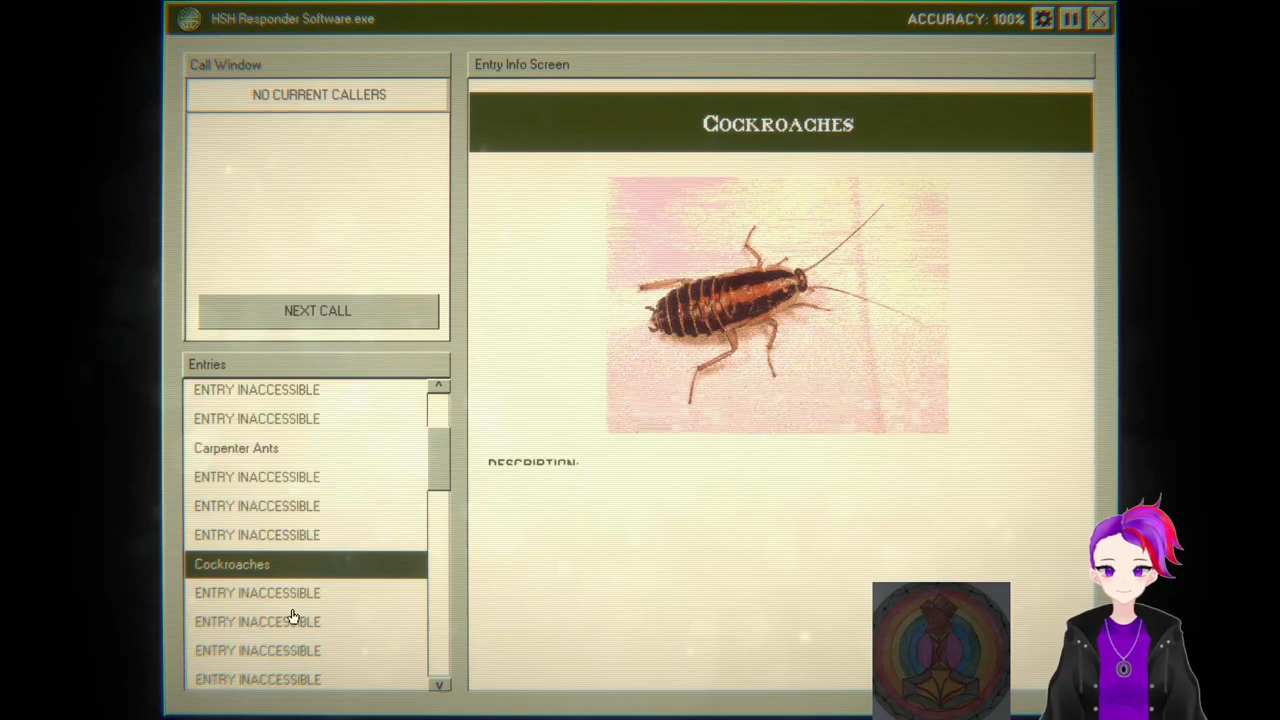 HSH Responder Software.exe
ACCURACY: 100%
Call Window
NO CURRENT CALLERS
NEXT CALL
Entries
ENTRY INACCESSIBLE
ENTRY INACCESSIBLE
Carpenter Ants
ENTRY INACCESSIBLE
ENTRY INACCESSIBLE
ENTRY INACCESSIBLE
Cockroaches
ENTRY INACCESSIBLE
ENTRY INACCESSIBLE
ENTRY INACCESSIBLE
ENTRY INACCESSIBLE
Entry Info Screen
Cockroaches
DESCRIPTION: